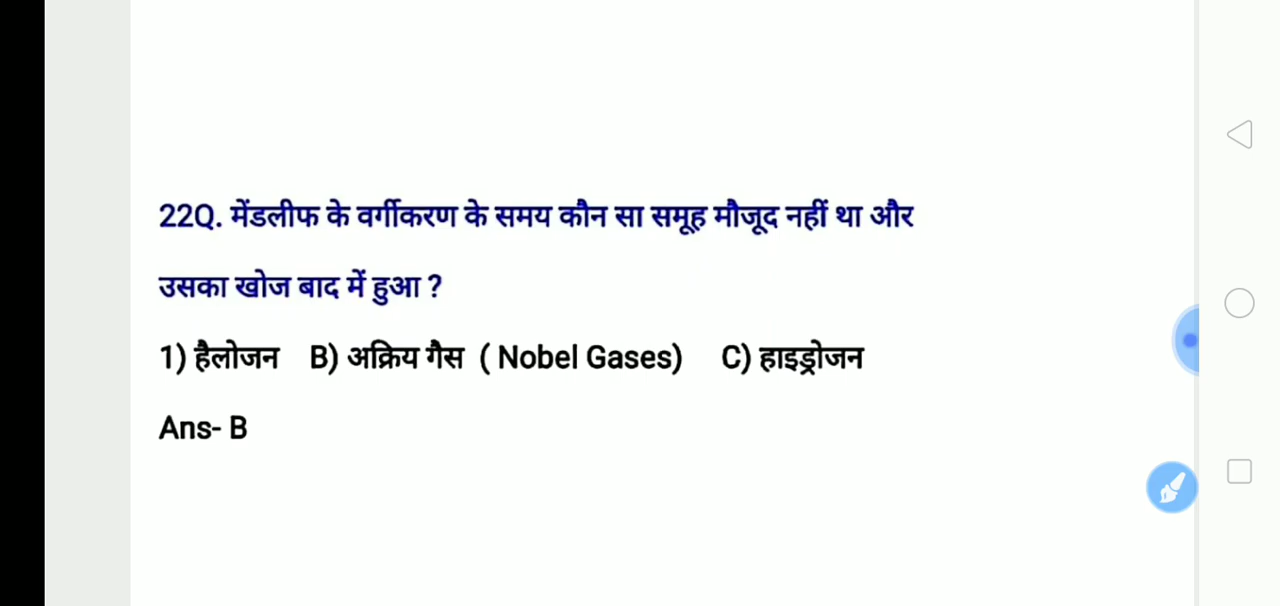 22Q. मेंडलीफ के वर्गीकरण के समय कौन सा समूह मौजूद नहीं था और
उसका खोज बाद में हुआ ?
1) हैलोजन B) अक्रिय गैस ( Nobel Gases) C) हाइड्रोजन
Ans- B